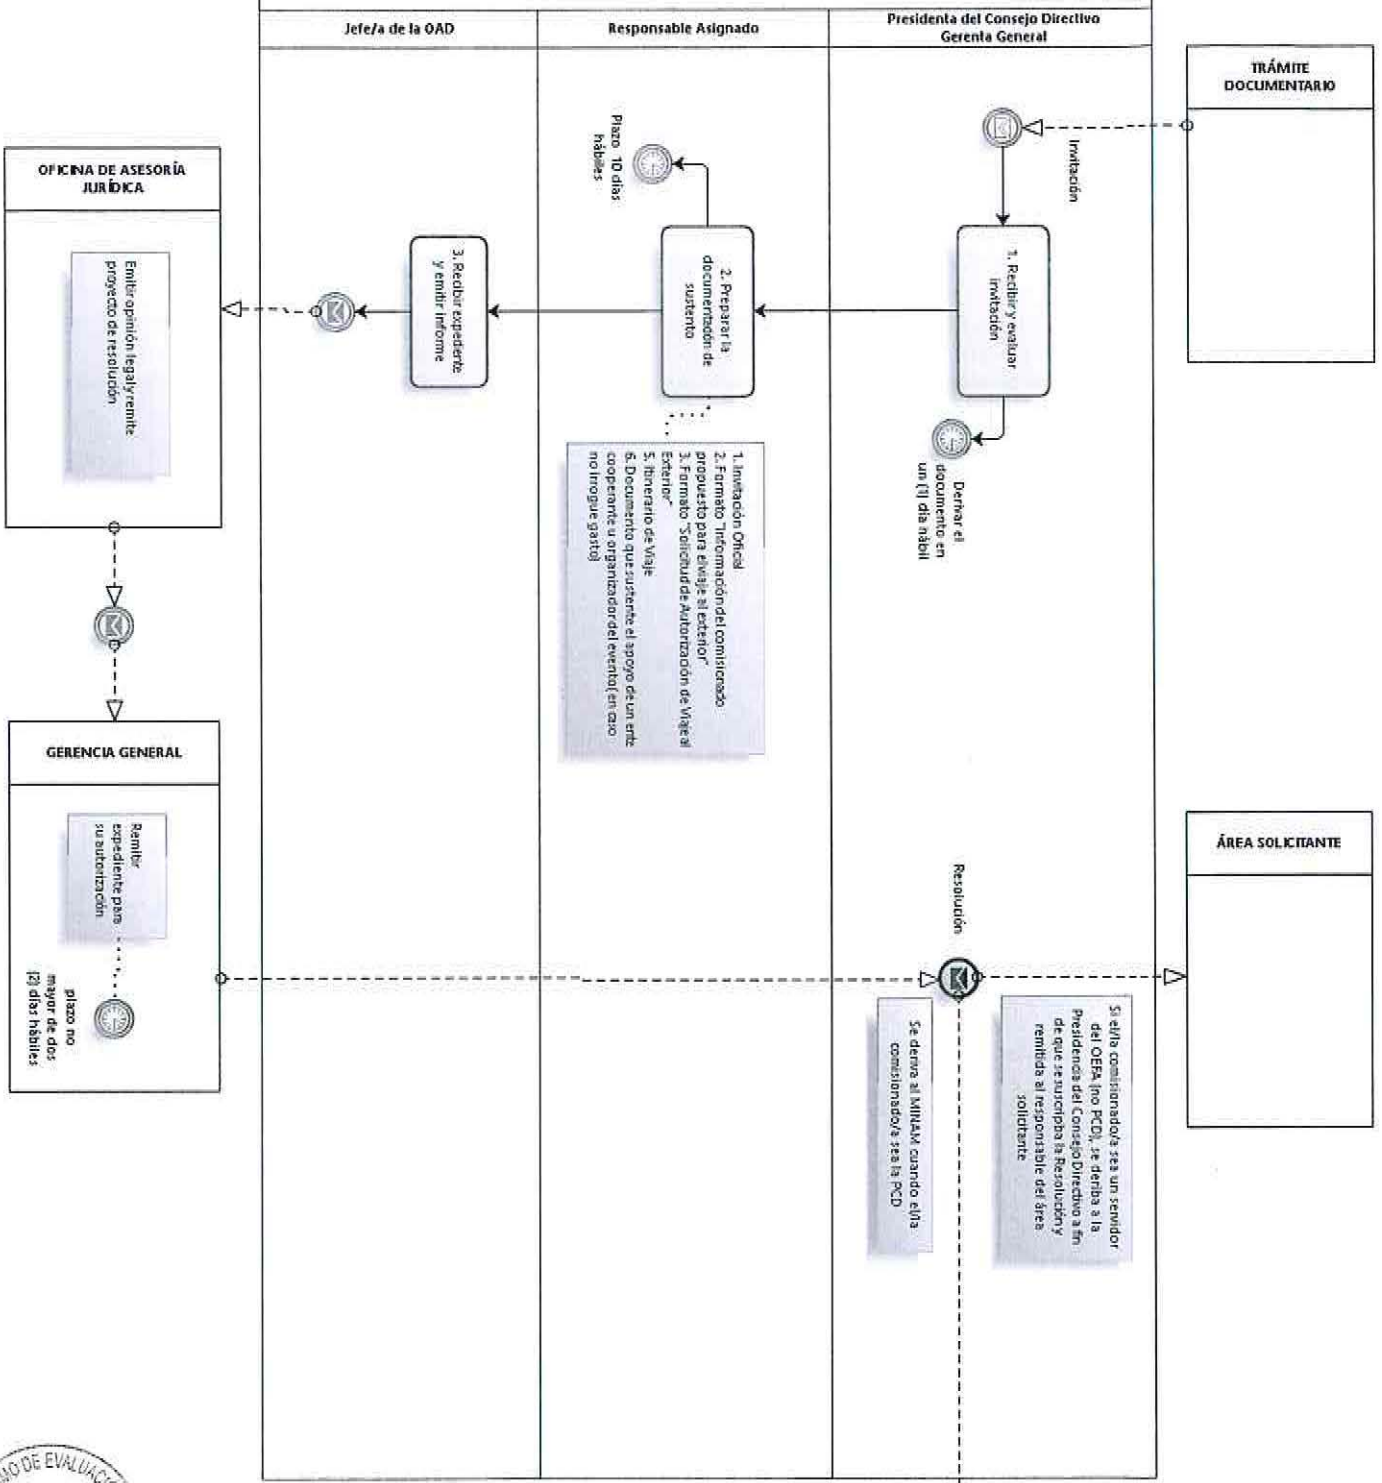 Jefe/a de la OAD
Responsable Asignado
Presidenta del Consejo Directivo
Gerenta General
TRÁMITE
DOCUMENTARIO
Invitación
1. Recibir y evaluar
invitación
Derivar el
documento en
un (1) día hábil
Plazo 10 días
hábiles
2. Preparar la
documentación de
sustento
1. Invitación Oficial
2. Formato "Información del comisionado
propuesto para el viaje al exterior"
3. Formato "Solicitud de Autorización de Viaje al
Exterior"
5. Itinerario de Viaje
6. Documento que sustente el apoyo de un ente
cooperante u organizador del evento (en caso
no irrogue gasto)
3. Recibir expediente
y emitir informe
OFICINA DE ASESORÍA
JURÍDICA
Emitir opinión legal y remite
proyecto de resolución
GERENCIA GENERAL
Remitir
expediente para
su autorización
plazo no
mayor de dos
(2) días hábiles
Resolución
Si el/la comisionado/a sea un servidor
del OEFA (no PCD), se deriba a la
Presidencia del Consejo Directivo a fin
de que se suscripba la Resolución y
remitida al responsable del área
solicitante
Se deriva al MINAM cuando el/la
comisionado/a sea la PCD
ÁREA SOLICITANTE
MO DE EVALUAC